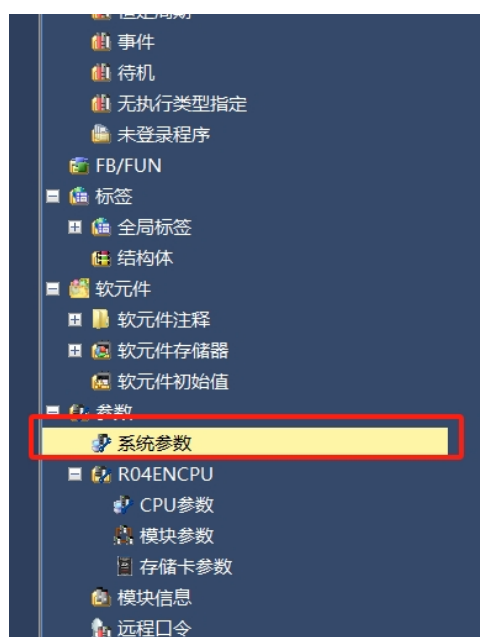 事件
待机
无执行类型指定
未登录程序
FB/FUN
标签
全局标签
结构体
软元件
软元件注释
软元件存储器
软元件初始值
参数
系统参数
R04ENCPU
CPU参数
模块参数
存储卡参数
模块信息
远程口令